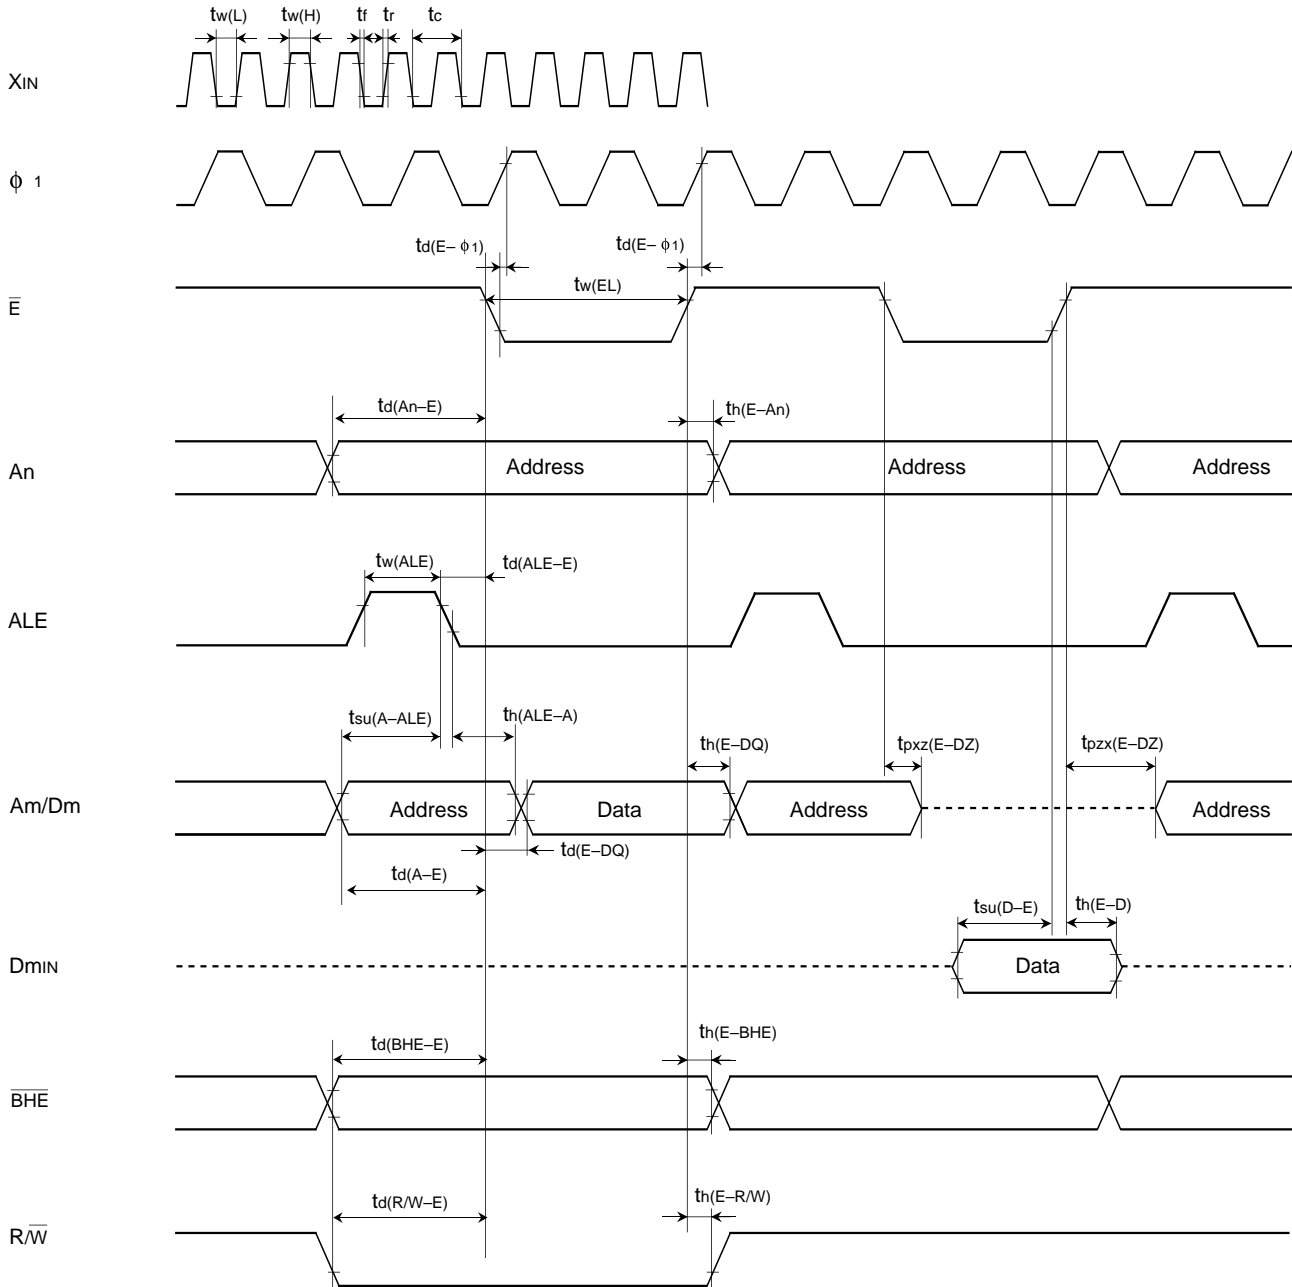 tw(L) tw(H) tf tr tc
XIN
ϕ 1
td(E–ϕ1) td(E–ϕ1)
tw(EL)
E̅
td(An–E) th(E–An)
An Address Address Address
tw(ALE) td(ALE–E)
ALE
tsu(A–ALE) th(ALE–A)
th(E–DQ) tpxz(E–DZ) tpzx(E–DZ)
Am/Dm Address Data Address Address
td(E–DQ)
td(A–E)
tsu(D–E) th(E–D)
DmIN Data
td(BHE–E) th(E–BHE)
B̅H̅E̅
td(R/W–E) th(E–R/W)
R/W̅